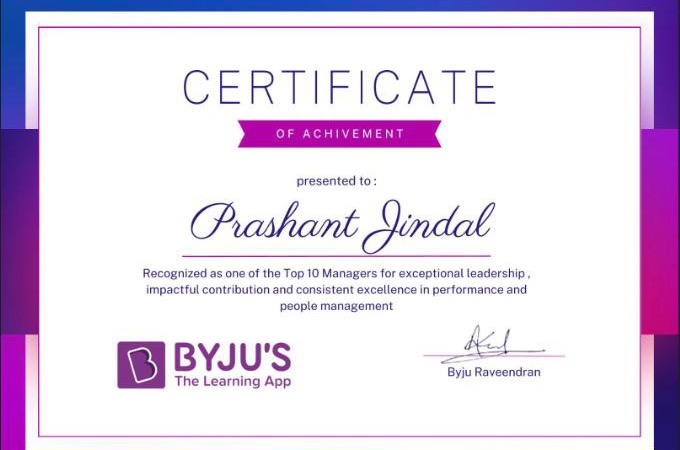 CERTIFICATE
OF ACHIVEMENT
presented to :
Prashant Jindal
Recognized as one of the Top 10 Managers for exceptional leadership ,
impactful contribution and consistent excellence in performance and
people management
B BYJU'S
The Learning App
Byju Raveendran